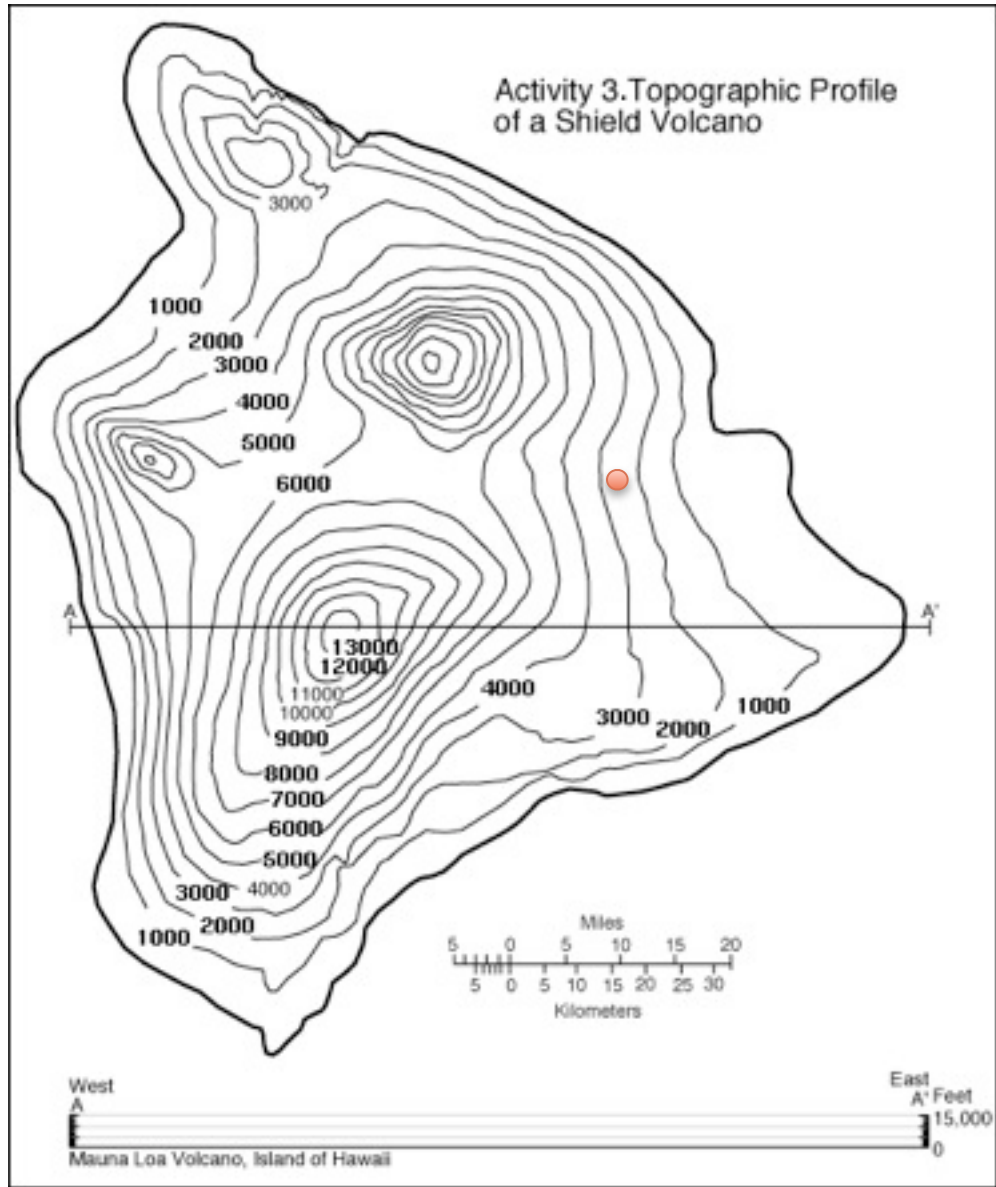 Activity 3.Topographic Profile
of a Shield Volcano
3000
1000
2000
3000
4000
5000
6000
A
A'
13000
12000
11000
10000
9000
8000
7000
6000
5000
4000
3000
2000
1000
4000
3000
2000
1000
Miles
5 0 5 10 15 20
5 0 5 10 15 20 25 30
Kilometers
West
A
East
A' Feet
15,000
0
Mauna Loa Volcano, Island of Hawaii